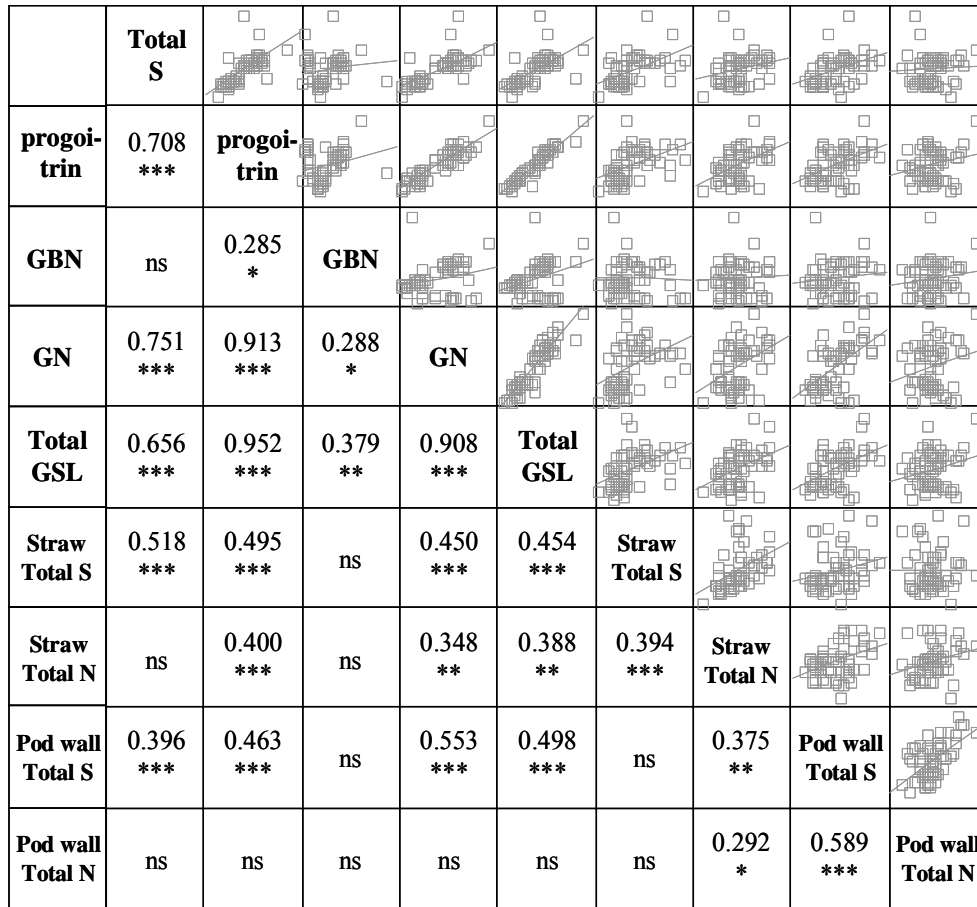 Total
S
progoi-
trin
0.708
***
progoi-
trin
GBN
ns
0.285
*
GBN
GN
0.751
***
0.913
***
0.288
*
GN
Total
GSL
0.656
***
0.952
***
0.379
**
0.908
***
Total
GSL
Straw
Total S
0.518
***
0.495
***
ns
0.450
***
0.454
***
Straw
Total S
Straw
Total N
ns
0.400
***
ns
0.348
**
0.388
**
0.394
***
Straw
Total N
Pod wall
Total S
0.396
***
0.463
***
ns
0.553
***
0.498
***
ns
0.375
**
Pod wall
Total S
Pod wall
Total N
ns
ns
ns
ns
ns
ns
0.292
*
0.589
***
Pod wall
Total N